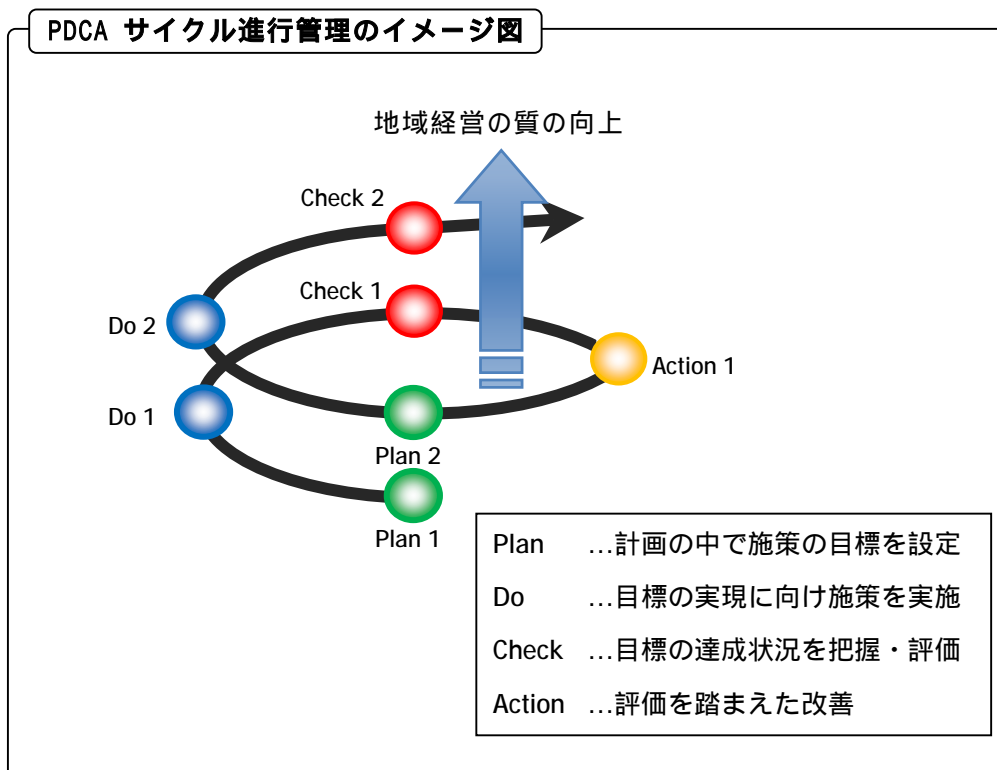 PDCA サイクル進行管理のイメージ図
地域経営の質の向上
Check 2
Check 1
Do 2
Action 1
Do 1
Plan 2
Plan 1
Plan …計画の中で施策の目標を設定
Do …目標の実現に向け施策を実施
Check …目標の達成状況を把握・評価
Action …評価を踏まえた改善